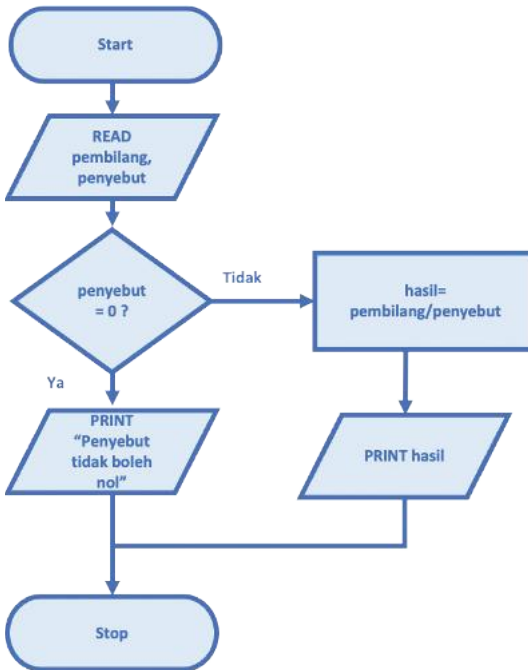 Start
READ
pembilang,
penyebut
penyebut
= 0 ?
Tidak
hasil=
pembilang/penyebut
Ya
PRINT
“Penyebut
tidak boleh
nol”
PRINT hasil
Stop